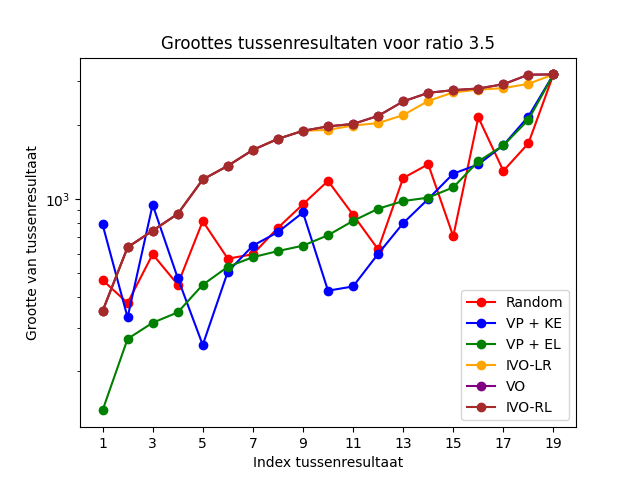 Groottes tussenresultaten voor ratio 3.5
Grootte van tussenresultaat
10³
Random
VP + KE
VP + EL
IVO-LR
VO
IVO-RL
1 3 5 7 9 11 13 15 17 19
Index tussenresultaat